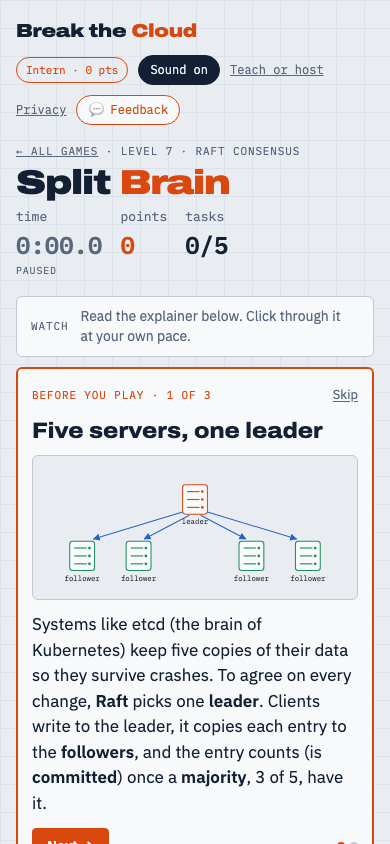 Break the Cloud
Intern · 0 pts
Sound on
Teach or host
Privacy
💬 Feedback
← ALL GAMES · LEVEL 7 · RAFT CONSENSUS
Split Brain
time
points
tasks
0:00.0
0
0/5
PAUSED
WATCH
Read the explainer below. Click through it
at your own pace.
BEFORE YOU PLAY · 1 OF 3
Skip
Five servers, one leader
leader
follower
follower
follower
follower
Systems like etcd (the brain of
Kubernetes) keep five copies of their data
so they survive crashes. To agree on every
change, Raft picks one leader. Clients
write to the leader, it copies each entry to
the followers, and the entry counts (is
committed) once a majority, 3 of 5, have
it.
Next →